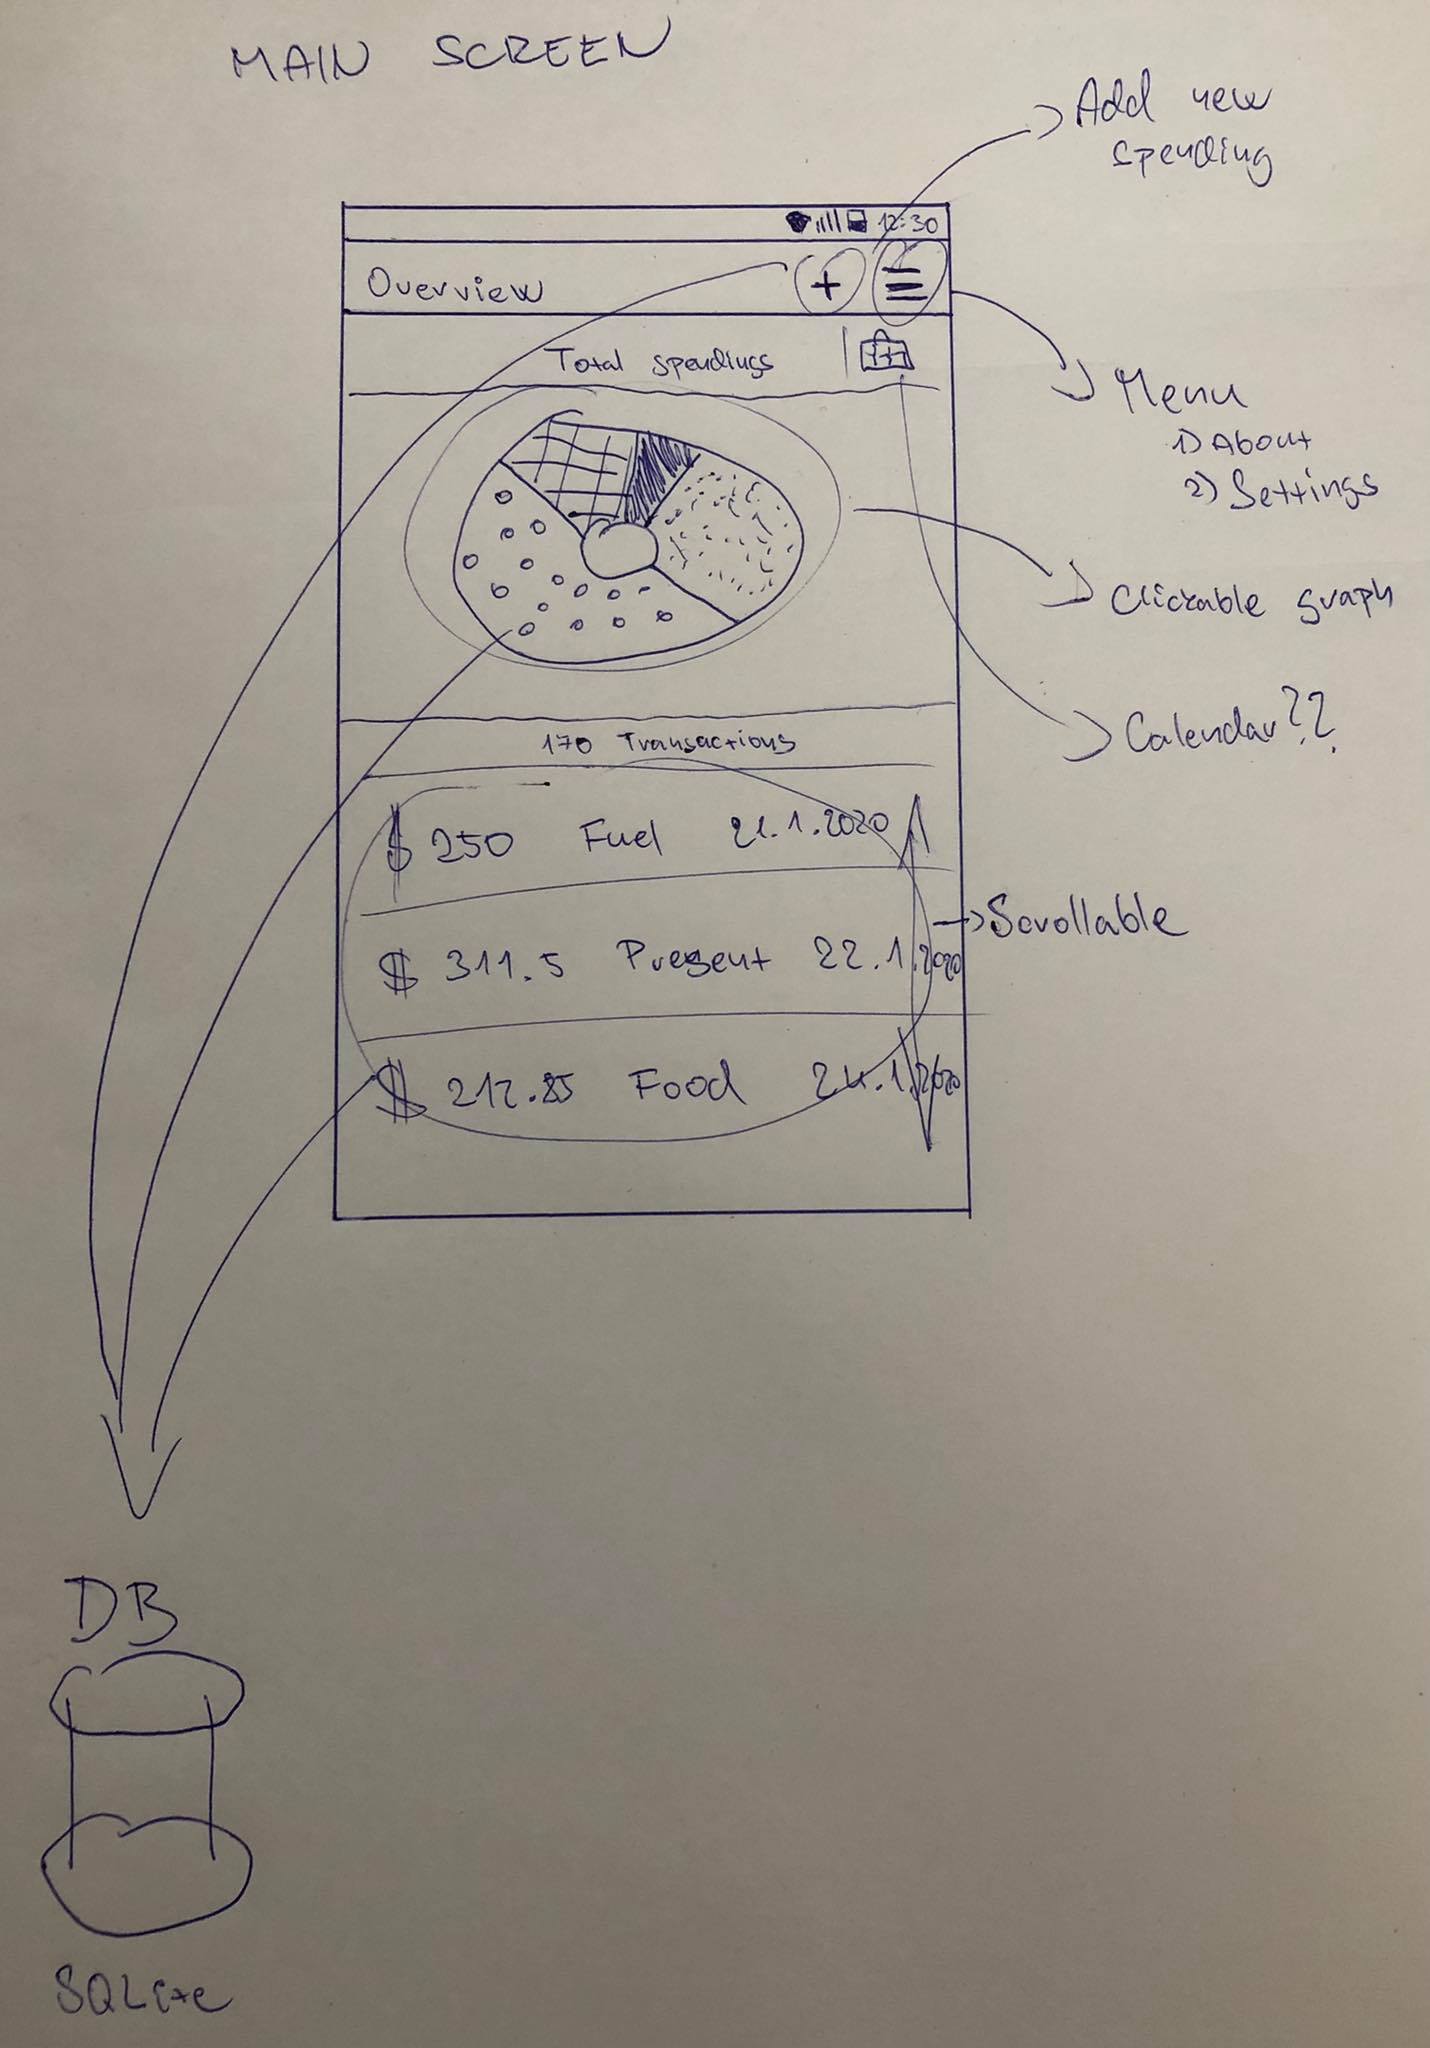 MAIN SCREEN
Add new
spending
12:30
Overview
+
Total spendings
Menu
1) About
2) Settings
Clickable graph
Calendar??
170 Transactions
$ 250 Fuel 21.1.2020
Scrollable
$ 311.5 Present 22.1.2020
$ 212.85 Food 24.1.2020
DB
SQLite